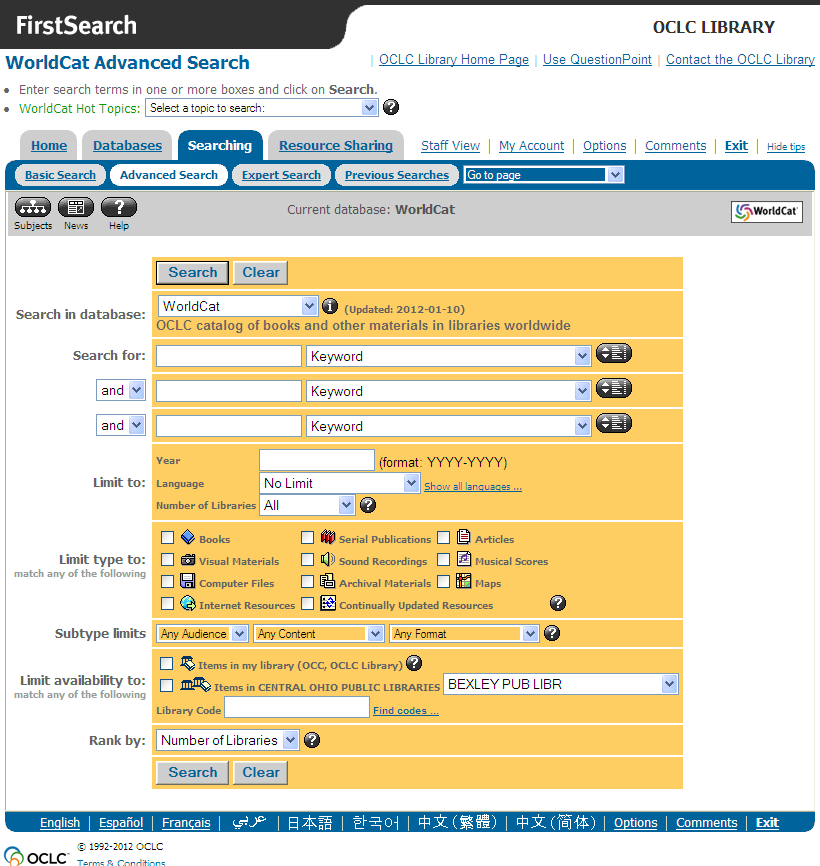 FirstSearch
OCLC LIBRARY
WorldCat Advanced Search
OCLC Library Home Page | Use QuestionPoint | Contact the OCLC Library
Enter search terms in one or more boxes and click on Search.
WorldCat Hot Topics: Select a topic to search: ?
Home Databases Searching Resource Sharing Staff View | My Account | Options | Comments | Exit | Hide tips
Basic Search Advanced Search Expert Search Previous Searches Go to page
Subjects News ? Help
Current database: WorldCat
WorldCat
Search Clear
Search in database: WorldCat i (Updated: 2012-01-10)
OCLC catalog of books and other materials in libraries worldwide
Search for: Keyword
and Keyword
and Keyword
Limit to:
Year (format: YYYY-YYYY)
Language No Limit Show all languages ...
Number of Libraries All ?
Limit type to:
match any of the following
Books Serial Publications Articles
Visual Materials Sound Recordings Musical Scores
Computer Files Archival Materials Maps
Internet Resources Continually Updated Resources ?
Subtype limits Any Audience Any Content Any Format ?
Limit availability to:
match any of the following
Items in my library (OCC, OCLC Library) ?
Items in CENTRAL OHIO PUBLIC LIBRARIES BEXLEY PUB LIBR
Library Code Find codes ...
Rank by: Number of Libraries ?
Search Clear
English | Español | Français | عربي | 日本語 | 한국어 | 中文(繁體) | 中文(简体) | Options | Comments | Exit
OCLC
© 1992-2012 OCLC
Terms & Conditions